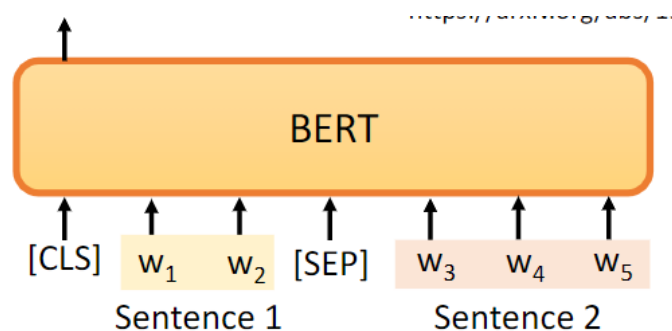 BERT
[CLS] w₁ w₂ [SEP] w₃ w₄ w₅
Sentence 1 Sentence 2